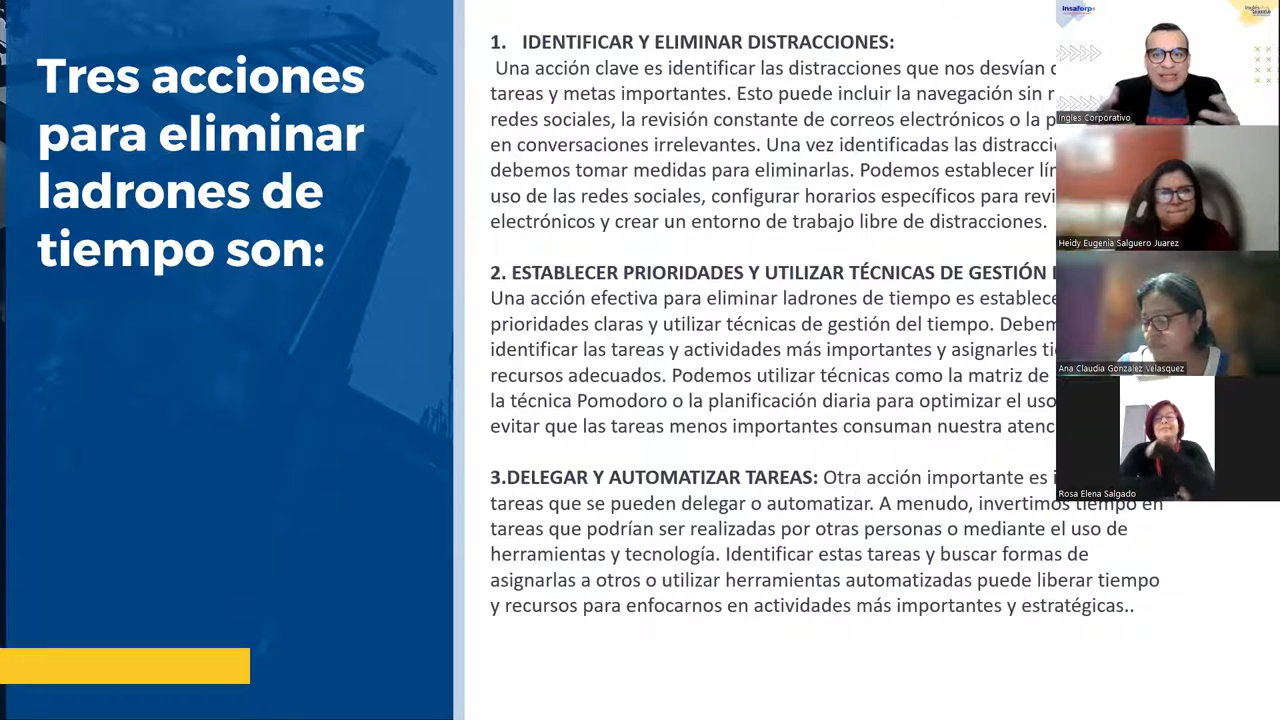 Tres acciones
para eliminar
ladrones de
tiempo son:
1. IDENTIFICAR Y ELIMINAR DISTRACCIONES:
Una acción clave es identificar las distracciones que nos desvían
tareas y metas importantes. Esto puede incluir la navegación sin
redes sociales, la revisión constante de correos electrónicos o la
en conversaciones irrelevantes. Una vez identificadas las
debemos tomar medidas para eliminarlas. Podemos establecer
uso de las redes sociales, configurar horarios específicos para
electrónicos y crear un entorno de trabajo libre de distracciones.
2. ESTABLECER PRIORIDADES Y UTILIZAR TÉCNICAS DE GESTIÓN
Una acción efectiva para eliminar ladrones de tiempo es
prioridades claras y utilizar técnicas de gestión del tiempo.
identificar las tareas y actividades más importantes y asignarles
recursos adecuados. Podemos utilizar técnicas como la matriz de
la técnica Pomodoro o la planificación diaria para optimizar el uso
evitar que las tareas menos importantes consuman nuestra
3.DELEGAR Y AUTOMATIZAR TAREAS: Otra acción importante es
tareas que se pueden delegar o automatizar. A menudo, invertimos tiempo en
tareas que podrían ser realizadas por otras personas o mediante el uso de
herramientas y tecnología. Identificar estas tareas y buscar formas de
asignarlas a otros o utilizar herramientas automatizadas puede liberar tiempo
y recursos para enfocarnos en actividades más importantes y estratégicas..
insaforp
Ingles Corporativo
Heidy Eugenia Salguero Juarez
Ana Claudia Gonzalez Velasquez
Rosa Elena Salgado